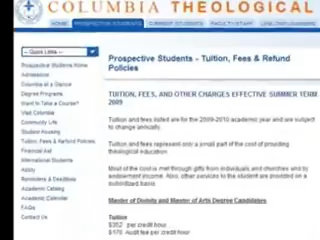 COLUMBIA THEOLOGICAL
PROSPECTIVE STUDENTS CURRENT STUDENTS FACULTY/STAFF
-- Quick Links --
Prospective Students - Tuition, Fees & Refund
Policies
Prospective Students Home
Admissions
Columbia at a Glance
Degree Programs
Want to Take a Course?
Visit Columbia
Community Life
Student Housing
Tuition, Fees & Refund Policies
Financial Aid
International Students
Apply
Reminders & Deadlines
Academic Catalog
Academic Calendar
FAQs
Contact Us
TUITION, FEES, AND OTHER CHARGES EFFECTIVE SUMMER TERM
2009
Tuition and fees listed are for the 2009-2010 academic year and are subject
to change annually.
Tuition and fees represent only a small part of the cost of providing
theological education.
Most of the cost is met through gifts from individuals and churches and by
endowment income. Also, other services to the student are provided on a
subsidized basis.
Master of Divinity and Master of Arts Degree Candidates
Tuition
$352 per credit hour
$176 Audit fee per credit hour